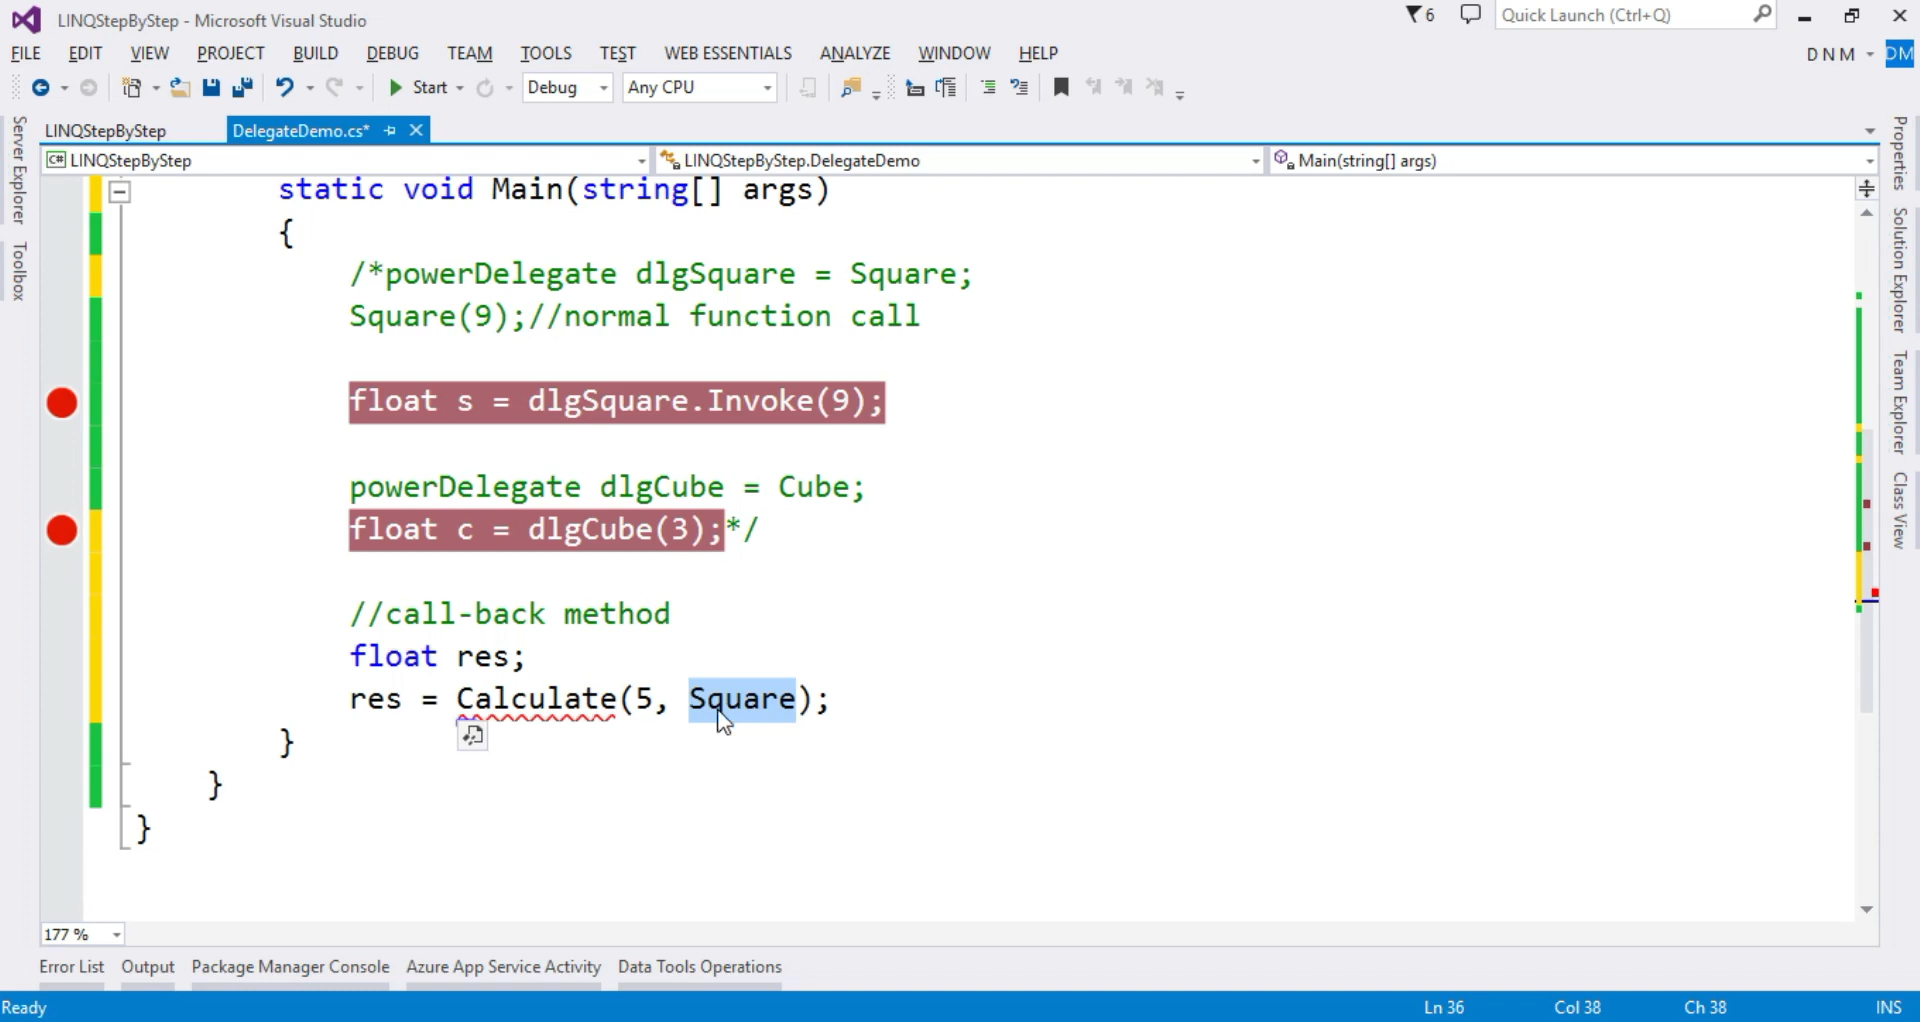 LINQStepByStep - Microsoft Visual Studio
6
Quick Launch (Ctrl+Q)
FILE EDIT VIEW PROJECT BUILD DEBUG TEAM TOOLS TEST WEB ESSENTIALS ANALYZE WINDOW HELP
D N M
DM
Start
Debug
Any CPU
LINQStepByStep
DelegateDemo.cs*
C# LINQStepByStep
LINQStepByStep.DelegateDemo
Main(string[] args)
Server Explorer
Toolbox
static void Main(string[] args)
{
/*powerDelegate dlgSquare = Square;
Square(9);//normal function call
float s = dlgSquare.Invoke(9);
powerDelegate dlgCube = Cube;
float c = dlgCube(3);*/
//call-back method
float res;
res = Calculate(5, Square);
}
}
}
Properties
Solution Explorer
Team Explorer
Class View
177 %
Error List Output Package Manager Console Azure App Service Activity Data Tools Operations
Ready
Ln 36 Col 38 Ch 38 INS